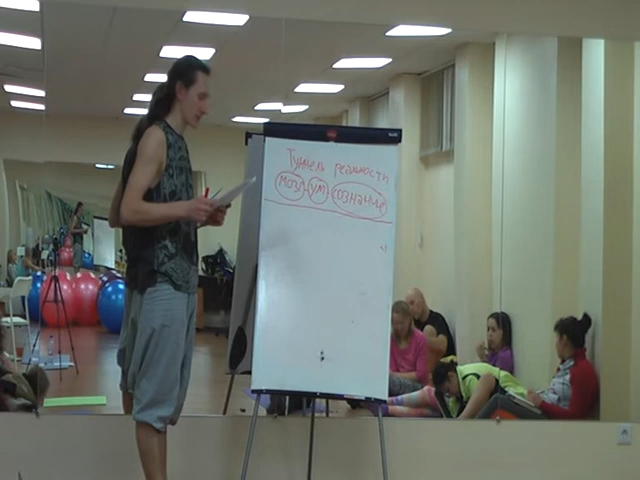 Туннель реальности
мозг ум сознание